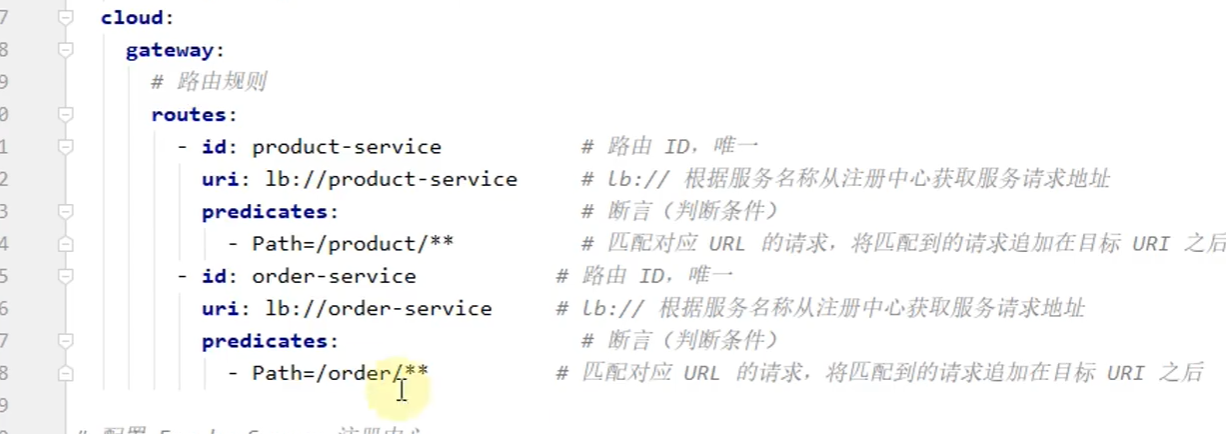 7 cloud:
8 gateway:
9 # 路由规则
0 routes:
1 - id: product-service # 路由 ID，唯一
2 uri: lb://product-service # lb:// 根据服务名称从注册中心获取服务请求地址
3 predicates: # 断言（判断条件）
4 - Path=/product/** # 匹配对应 URL 的请求，将匹配到的请求追加在目标 URI 之后
5 - id: order-service # 路由 ID，唯一
6 uri: lb://order-service # lb:// 根据服务名称从注册中心获取服务请求地址
7 predicates: # 断言（判断条件）
8 - Path=/order/** # 匹配对应 URL 的请求，将匹配到的请求追加在目标 URI 之后
9